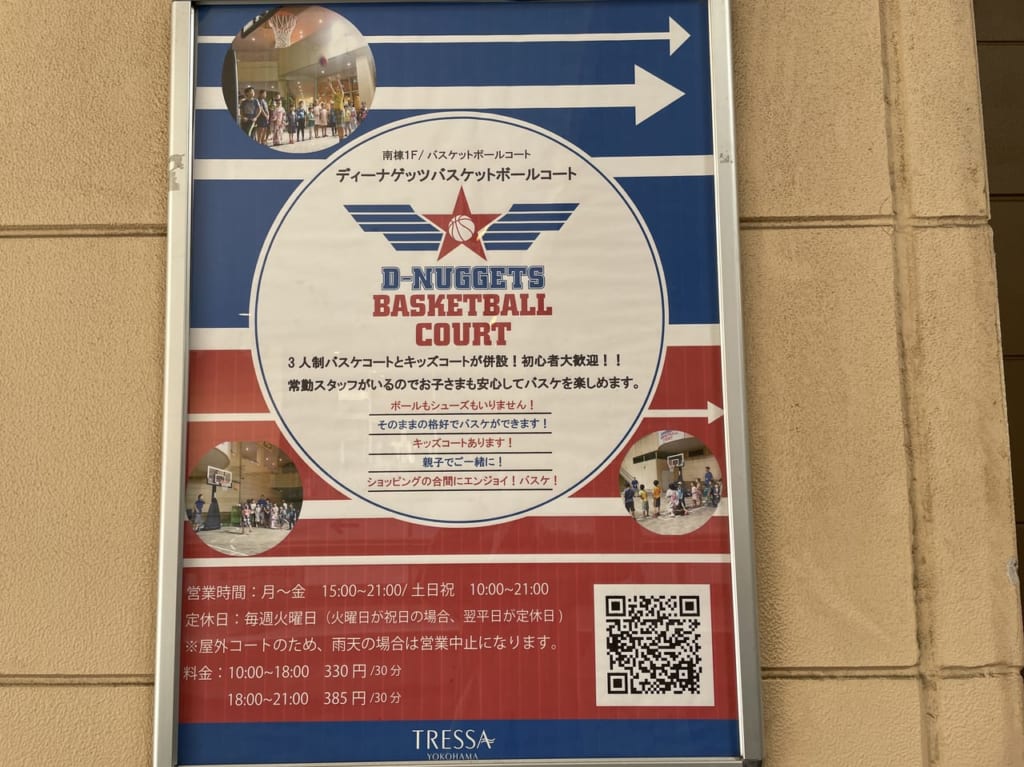 南棟1F/ バスケットボールコート
ディーナゲッツバスケットボールコート
D-NUGGETS
BASKETBALL
COURT
3人制バスケコートとキッズコートが併設！初心者大歓迎！！
常勤スタッフがいるのでお子さまも安心してバスケを楽しめます。
ボールもシューズもいりません！
そのままの格好でバスケができます！
キッズコートあります！
親子でご一緒に！
ショッピングの合間にエンジョイ！バスケ！
営業時間：月～金　15:00~21:00/ 土日祝　10:00~21:00
定休日：毎週火曜日（火曜日が祝日の場合、翌平日が定休日）
※屋外コートのため、雨天の場合は営業中止になります。
料金：10:00~18:00　330円/30分
18:00~21:00　385円/30分
TRESSA
YOKOHAMA